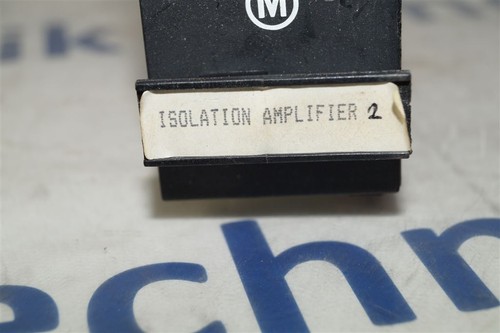 M
ISOLATION AMPLIFIER 2
echn